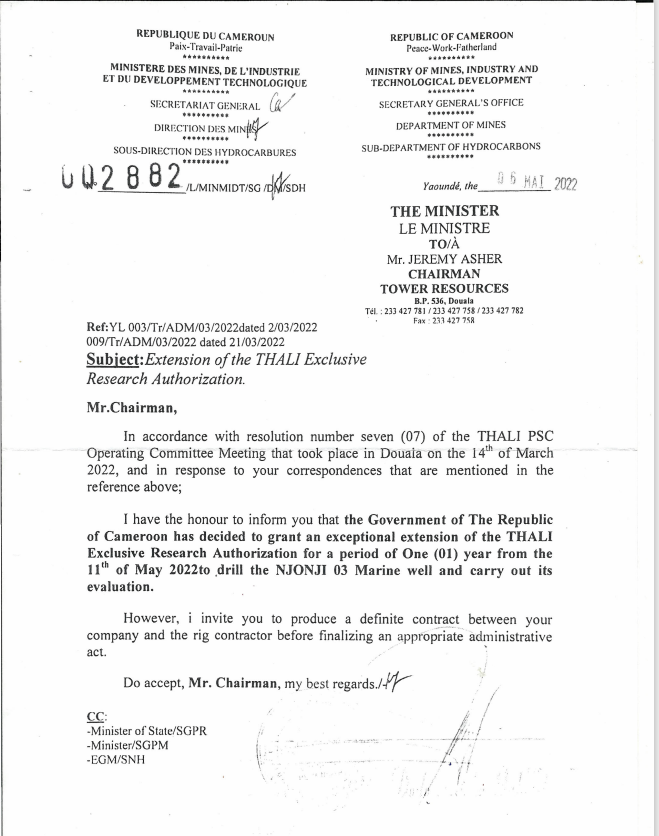 REPUBLIQUE DU CAMEROUN
Paix-Travail-Patrie
**********
MINISTERE DES MINES, DE L'INDUSTRIE
ET DU DEVELOPPEMENT TECHNOLOGIQUE
**********
SECRETARIAT GENERAL
**********
DIRECTION DES MINES
**********
SOUS-DIRECTION DES HYDROCARBURES
**********
002882 /L/MINMIDT/SG /DM/SDH
REPUBLIC OF CAMEROON
Peace-Work-Fatherland
**********
MINISTRY OF MINES, INDUSTRY AND
TECHNOLOGICAL DEVELOPMENT
**********
SECRETARY GENERAL'S OFFICE
**********
DEPARTMENT OF MINES
**********
SUB-DEPARTMENT OF HYDROCARBONS
**********
Yaoundé, the 06 MAI 2022
THE MINISTER
LE MINISTRE
TO/À
Mr. JEREMY ASHER
CHAIRMAN
TOWER RESOURCES
B.P. 536, Douala
Tél. : 233 427 781 / 233 427 758 / 233 427 782
Fax : 233 427 758
Ref:YL 003/Tr/ADM/03/2022dated 2/03/2022
009/Tr/ADM/03/2022 dated 21/03/2022
Subject:Extension of the THALI Exclusive
Research Authorization.
Mr.Chairman,
In accordance with resolution number seven (07) of the THALI PSC
Operating Committee Meeting that took place in Douala on the 14th of March
2022, and in response to your correspondences that are mentioned in the
reference above;
I have the honour to inform you that the Government of The Republic
of Cameroon has decided to grant an exceptional extension of the THALI
Exclusive Research Authorization for a period of One (01) year from the
11th of May 2022to drill the NJONJI 03 Marine well and carry out its
evaluation.
However, i invite you to produce a definite contract between your
company and the rig contractor before finalizing an appropriate administrative
act.
Do accept, Mr. Chairman, my best regards./-
CC:
-Minister of State/SGPR
-Minister/SGPM
-EGM/SNH